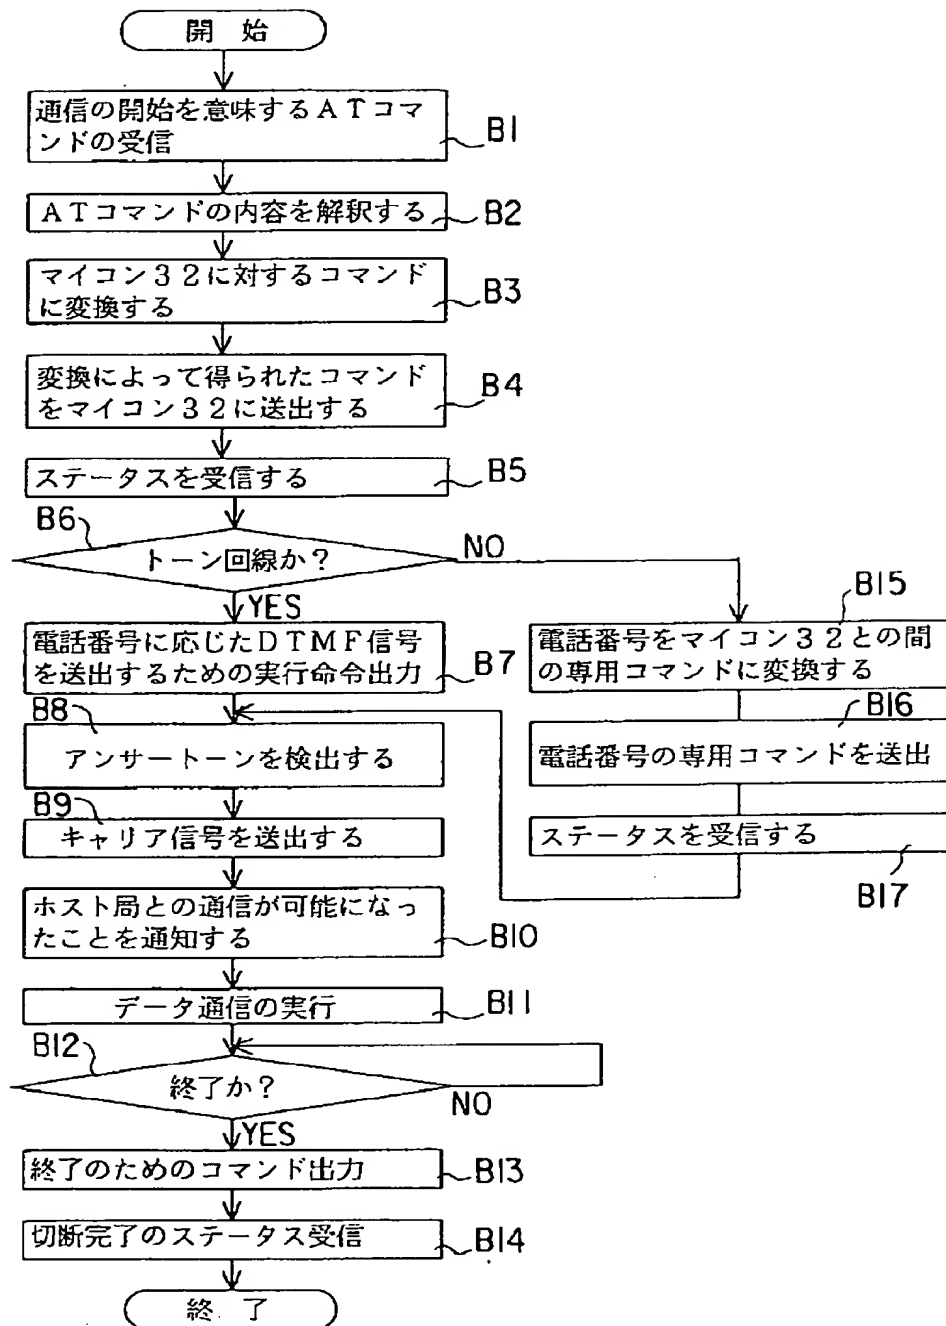 開 始
通信の開始を意味するATコマ
ンドの受信
B1
ATコマンドの内容を解釈する
B2
マイコン32に対するコマンド
に変換する
B3
変換によって得られたコマンド
をマイコン32に送出する
B4
ステータスを受信する
B5
B6
トーン回線か?
NO
YES
電話番号に応じたDTMF信号
を送出するための実行命令出力
B7
B15
電話番号をマイコン32との間
の専用コマンドに変換する
B8
アンサートーンを検出する
B16
電話番号の専用コマンドを送出
B9
キャリア信号を送出する
ステータスを受信する
B17
ホスト局との通信が可能になっ
たことを通知する
B10
データ通信の実行
B11
B12
終了か?
NO
YES
終了のためのコマンド出力
B13
切断完了のステータス受信
B14
終 了